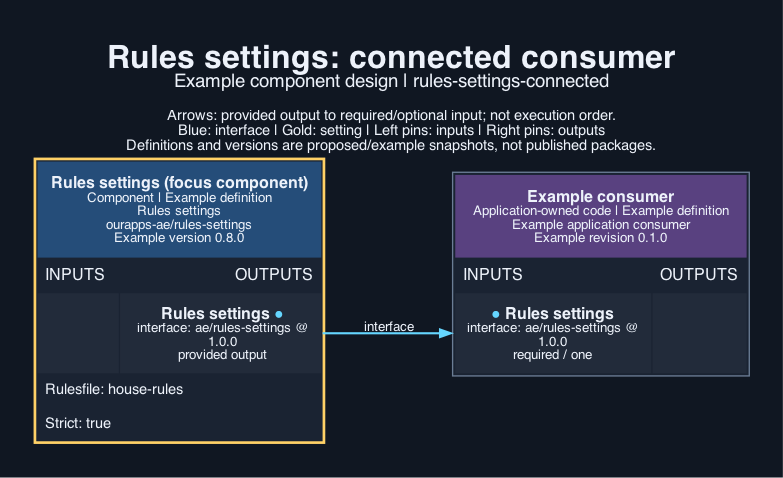 Rules settings: connected consumer
Example component design | rules-settings-connected
Arrows: provided output to required/optional input; not execution order.
Blue: interface | Gold: setting | Left pins: inputs | Right pins: outputs
Definitions and versions are proposed/example snapshots, not published packages.
Rules settings (focus component)
Component | Example definition
Rules settings
ourapps-ae/rules-settings
Example version 0.8.0
INPUTS
OUTPUTS
Rules settings
interface: ae/rules-settings @
1.0.0
provided output
Rulesfile: house-rules
Strict: true
interface
Example consumer
Application-owned code | Example definition
Example application consumer
Example revision 0.1.0
INPUTS
OUTPUTS
Rules settings
interface: ae/rules-settings @
1.0.0
required / one